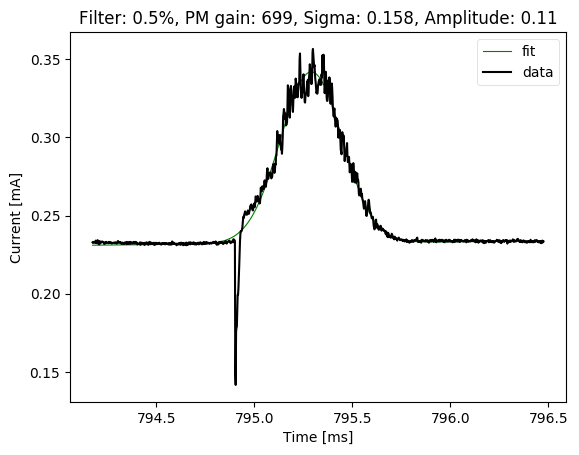 Filter: 0.5%, PM gain: 699, Sigma: 0.158, Amplitude: 0.11
fit
data
0.35
0.30
0.25
0.20
0.15
Current [mA]
794.5 795.0 795.5 796.0 796.5
Time [ms]